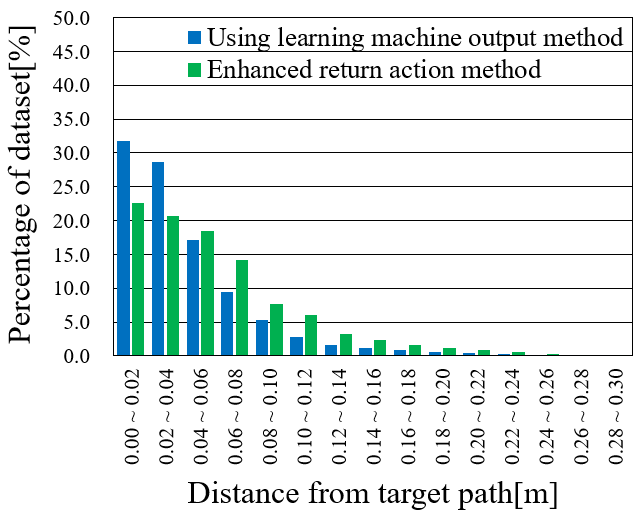 Percentage of dataset[%]
50.0
45.0
40.0
35.0
30.0
25.0
20.0
15.0
10.0
5.0
0.0
Using learning machine output method
Enhanced return action method
0.00 ~ 0.02
0.02 ~ 0.04
0.04 ~ 0.06
0.06 ~ 0.08
0.08 ~ 0.10
0.10 ~ 0.12
0.12 ~ 0.14
0.14 ~ 0.16
0.16 ~ 0.18
0.18 ~ 0.20
0.20 ~ 0.22
0.22 ~ 0.24
0.24 ~ 0.26
0.26 ~ 0.28
0.28 ~ 0.30
Distance from target path[m]